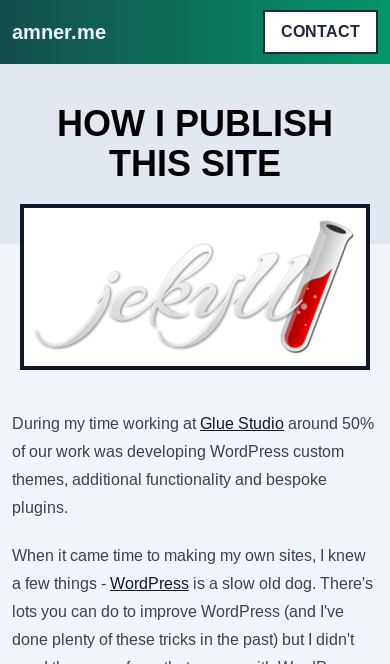 amner.me
CONTACT
HOW I PUBLISH
THIS SITE
jekyll
During my time working at Glue Studio around 50%
of our work was developing WordPress custom
themes, additional functionality and bespoke
plugins.
When it came time to making my own sites, I knew
a few things - WordPress is a slow old dog. There's
lots you can do to improve WordPress (and I've
done plenty of these tricks in the past) but I didn't